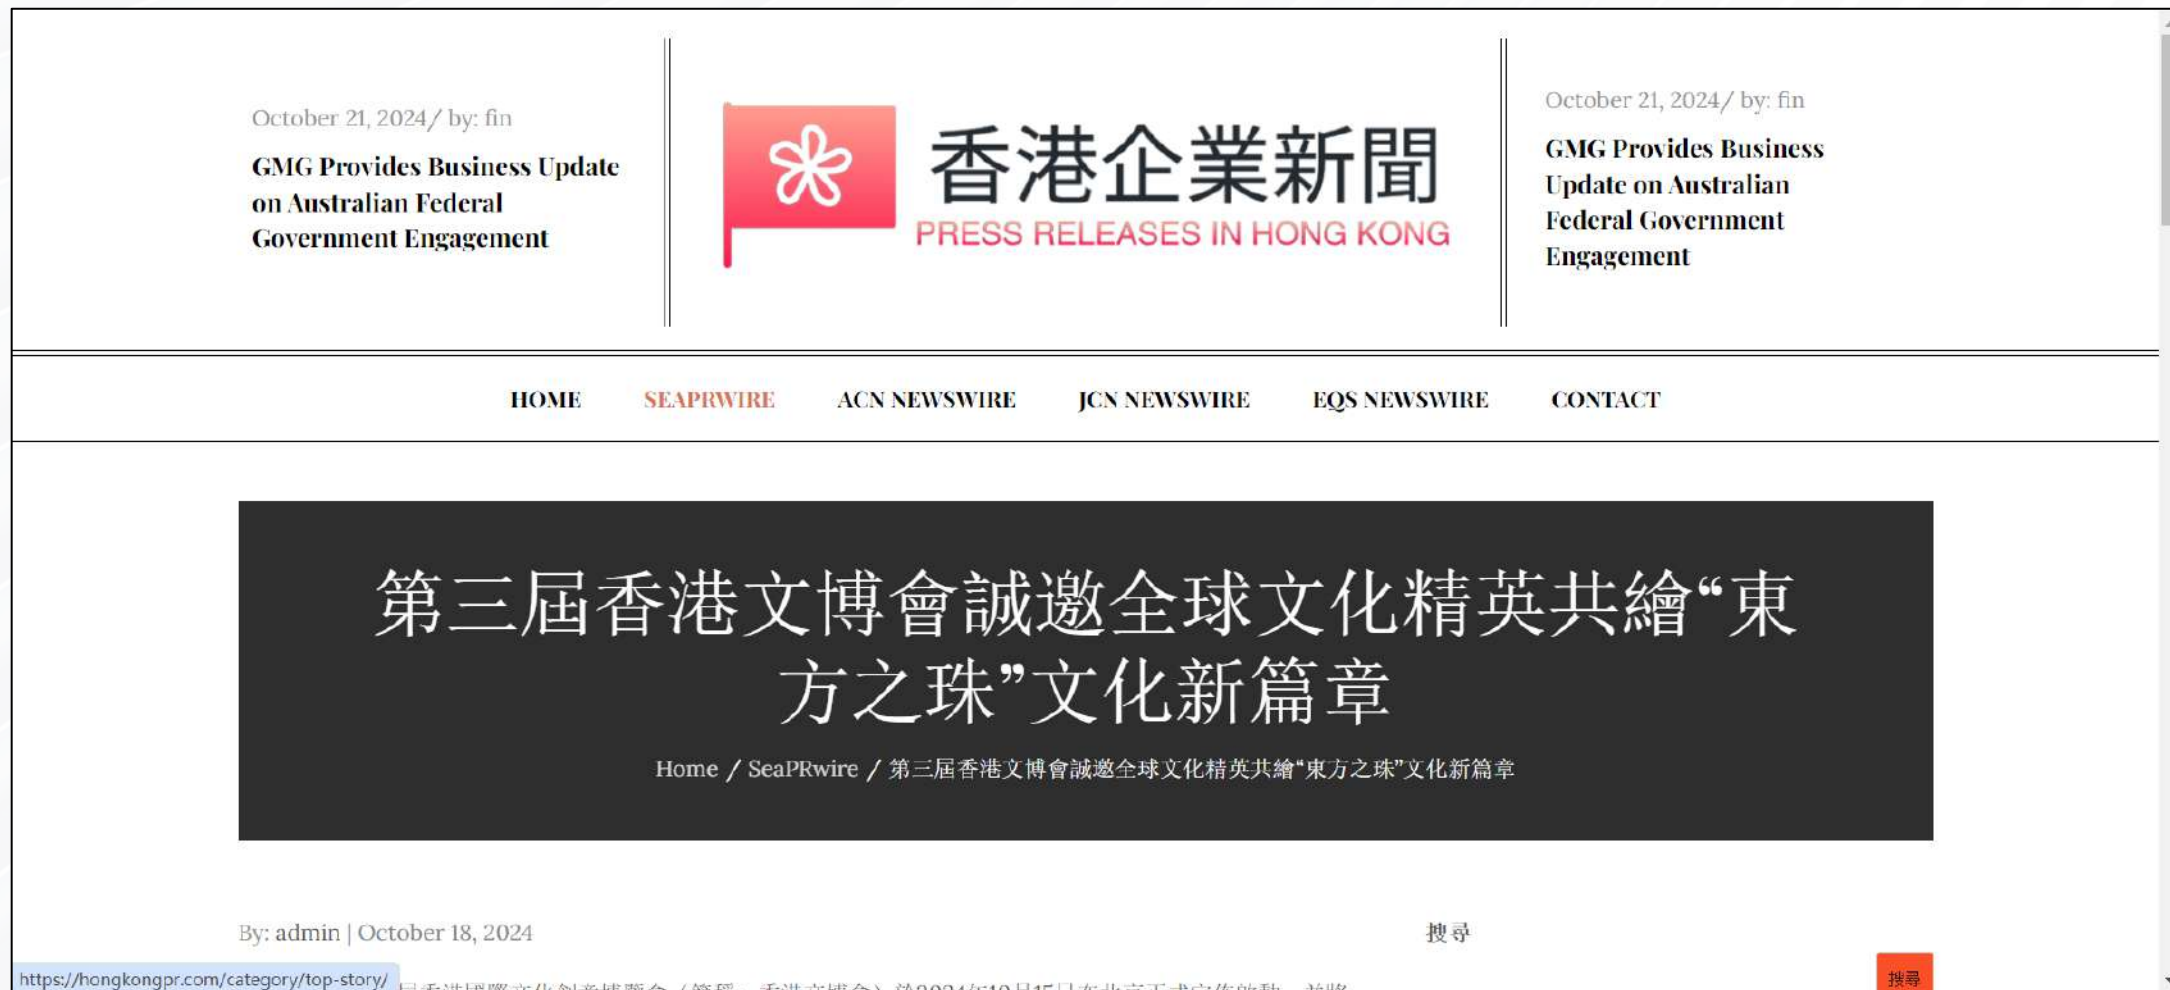 October 21, 2024/ by: fin
GMG Provides Business Update
on Australian Federal
Government Engagement
香港企業新聞
PRESS RELEASES IN HONG KONG
October 21, 2024/ by: fin
GMG Provides Business
Update on Australian
Federal Government
Engagement
HOME SEAPRWIRE ACN NEWSWIRE JCN NEWSWIRE EQS NEWSWIRE CONTACT
第三屆香港文博會誠邀全球文化精英共繪“東
方之珠”文化新篇章
Home / SeaPRwire / 第三屆香港文博會誠邀全球文化精英共繪“東方之珠”文化新篇章
By: admin | October 18, 2024
搜尋
搜尋
https://hongkongpr.com/category/top-story/